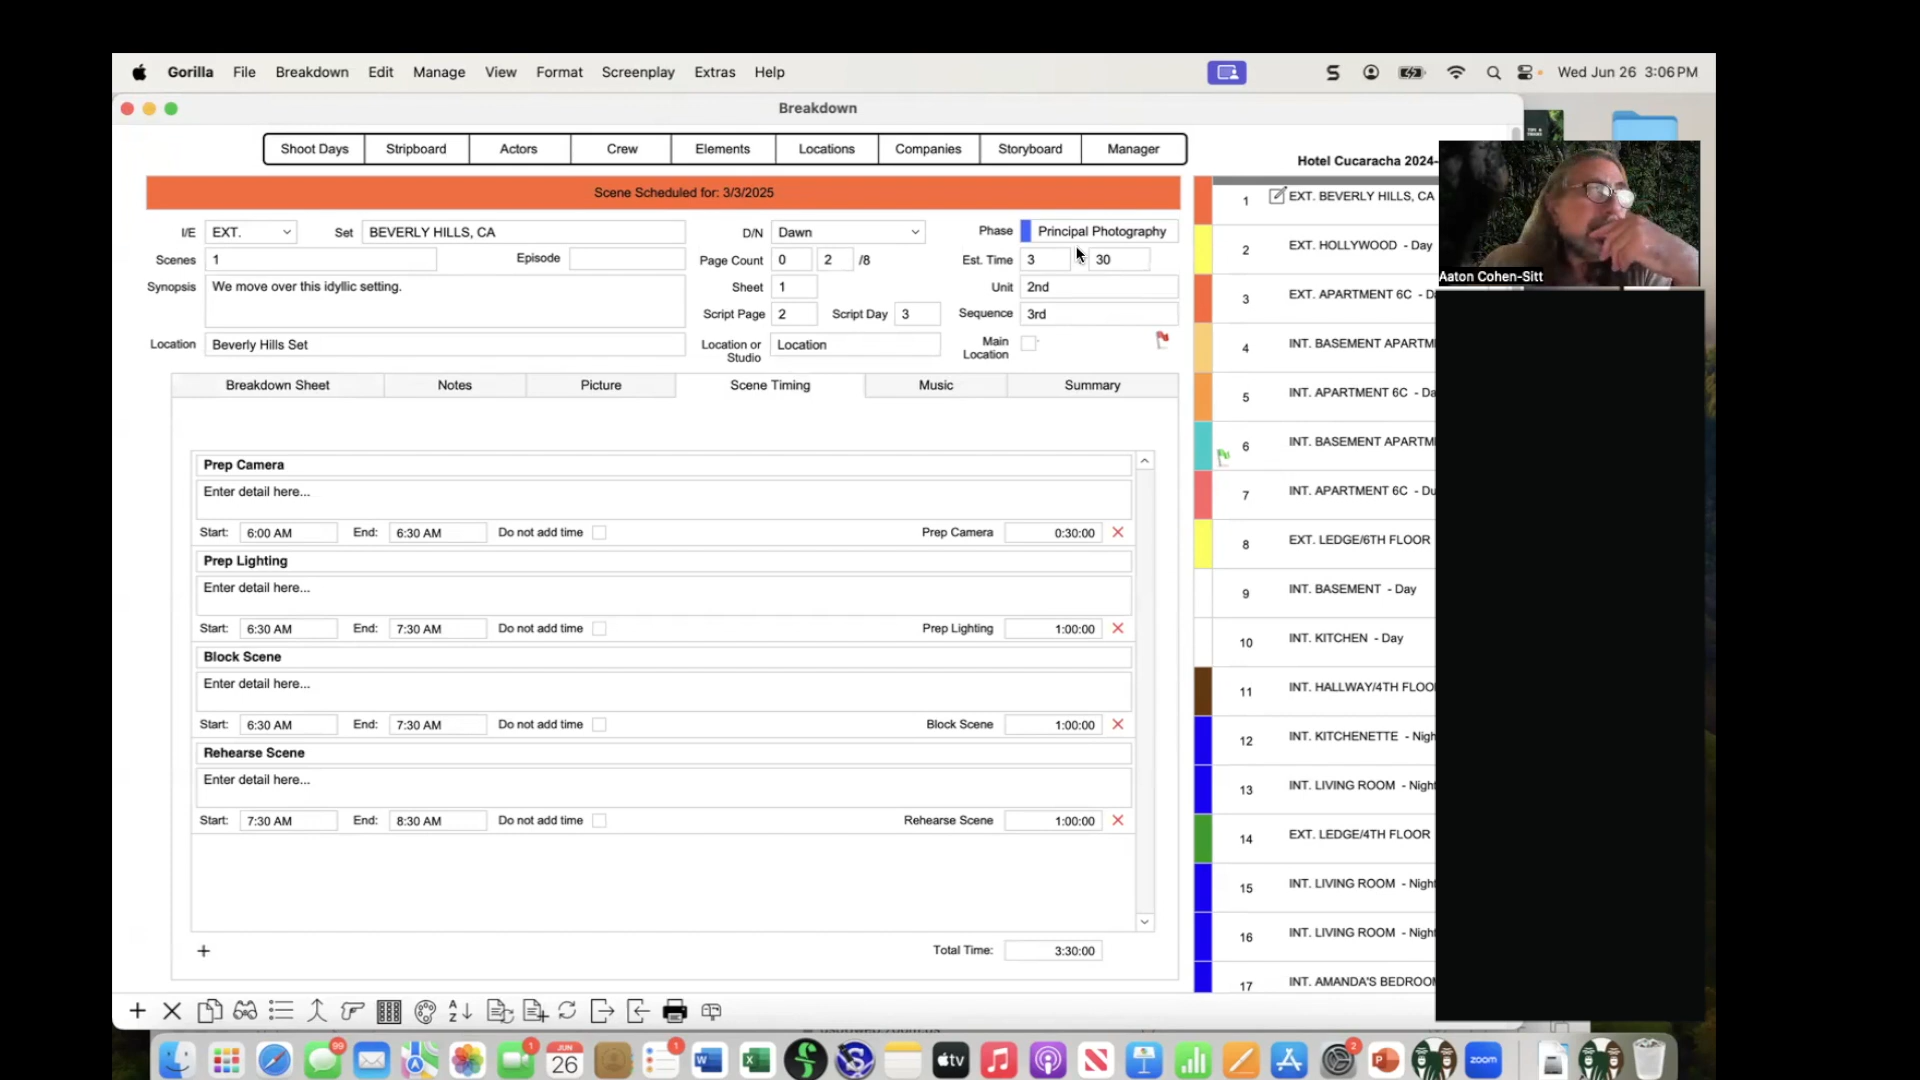 Gorilla File Breakdown Edit Manage View Format Screenplay Extras Help Wed Jun 26 3:06 PM
Breakdown
Shoot Days Stripboard Actors Crew Elements Locations Companies Storyboard Manager
Scene Scheduled for: 3/3/2025
I/E EXT. Set BEVERLY HILLS, CA D/N Dawn Phase Principal Photography
Scenes 1 Episode Page Count 0 2 /8 Est. Time 3 30
Synopsis We move over this idyllic setting. Sheet 1 Unit 2nd
Script Page 2 Script Day 3 Sequence 3rd
Location Beverly Hills Set Location or Studio Location Main Location
Breakdown Sheet Notes Picture Scene Timing Music Summary
Prep Camera
Enter detail here...
Start: 6:00 AM End: 6:30 AM Do not add time Prep Camera 0:30:00
Prep Lighting
Enter detail here...
Start: 6:30 AM End: 7:30 AM Do not add time Prep Lighting 1:00:00
Block Scene
Enter detail here...
Start: 6:30 AM End: 7:30 AM Do not add time Block Scene 1:00:00
Rehearse Scene
Enter detail here...
Start: 7:30 AM End: 8:30 AM Do not add time Rehearse Scene 1:00:00
Total Time: 3:30:00
Hotel Cucaracha 2024-
1 EXT. BEVERLY HILLS, CA
2 EXT. HOLLYWOOD - Day
3 EXT. APARTMENT 6C - D
4 INT. BASEMENT APARTM
5 INT. APARTMENT 6C - Da
6 INT. BASEMENT APARTM
7 INT. APARTMENT 6C - Du
8 EXT. LEDGE/6TH FLOOR
9 INT. BASEMENT - Day
10 INT. KITCHEN - Day
11 INT. HALLWAY/4TH FLOO
12 INT. KITCHENETTE - Nigh
13 INT. LIVING ROOM - Night
14 EXT. LEDGE/4TH FLOOR
15 INT. LIVING ROOM - Night
16 INT. LIVING ROOM - Night
17 INT. AMANDA'S BEDROOM
Aaton Cohen-Sitt
99 1 JUN 26 1 tv 2 zoom